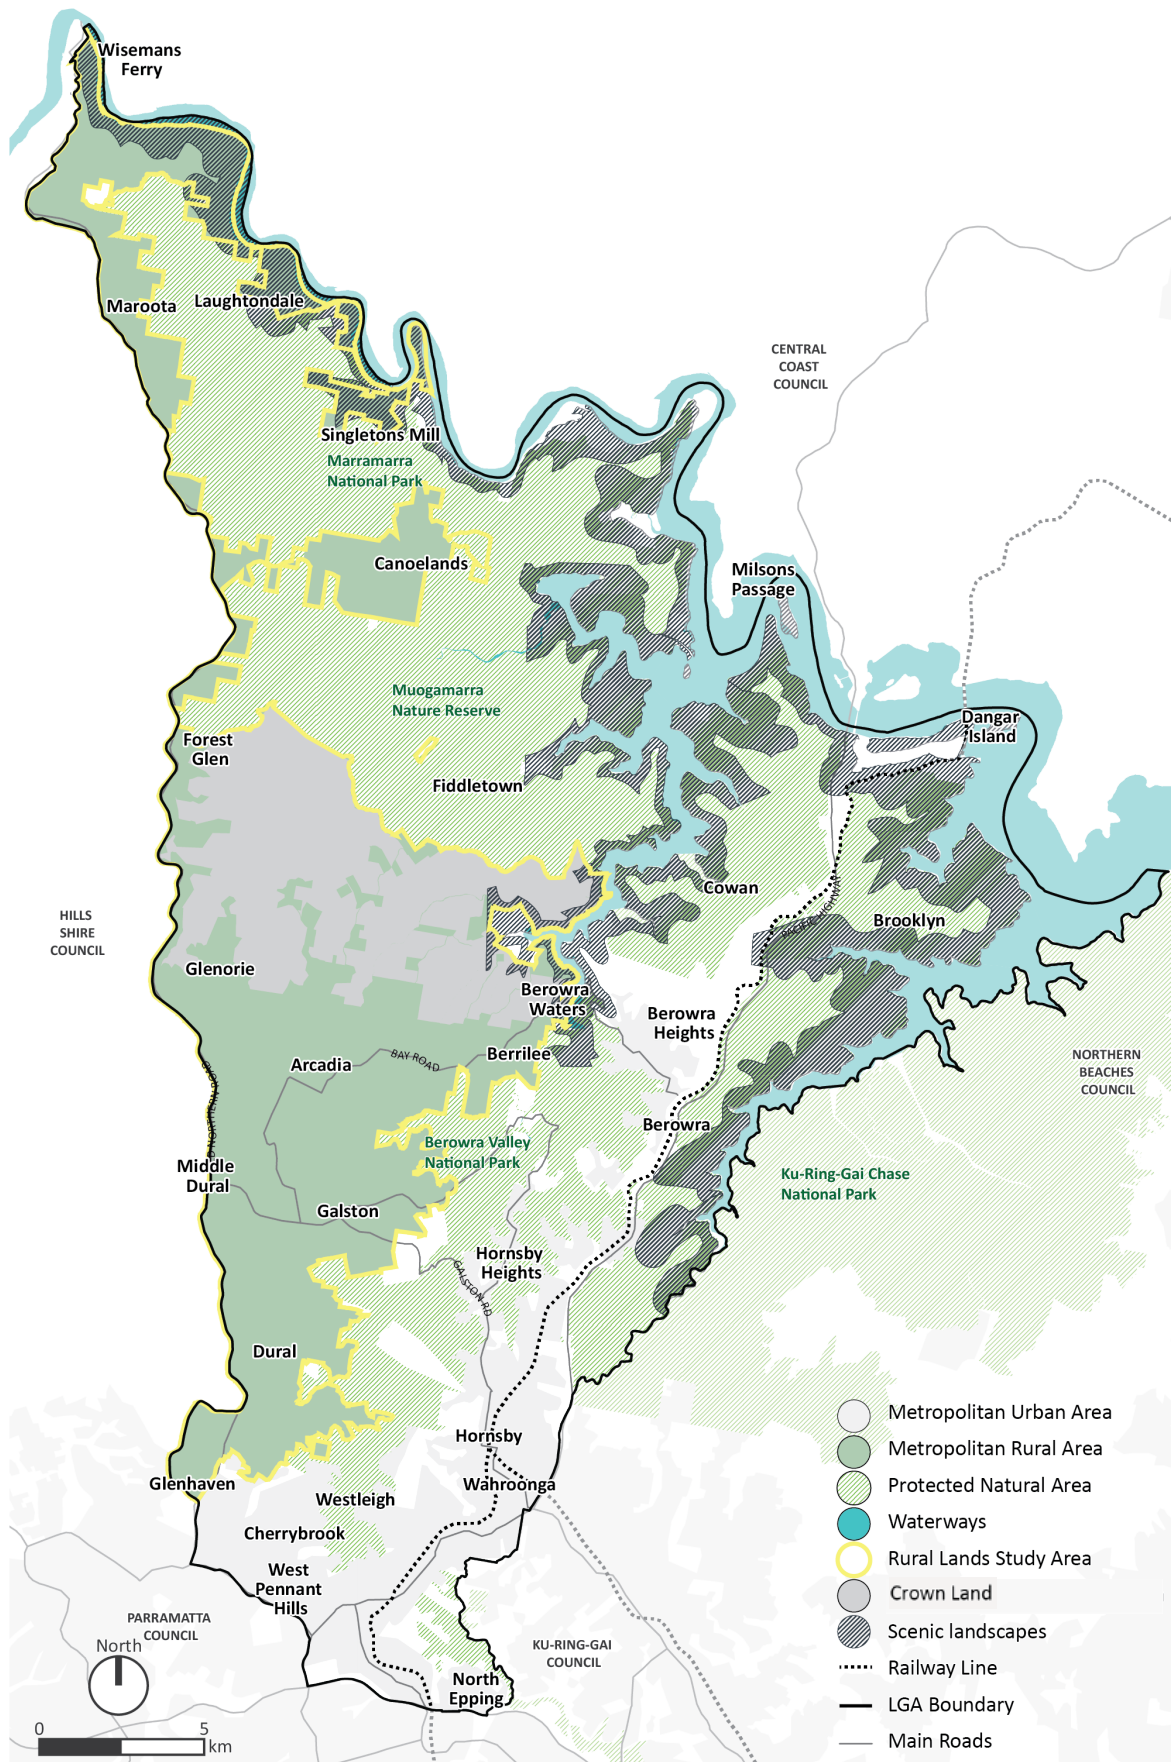 Wisemans
Ferry
Maroota
Laughtondale
CENTRAL
COAST
COUNCIL
Singletons Mill
Marramarra
National Park
Canoelands
Milsons
Passage
Muogamarra
Nature Reserve
Dangar
Island
Forest
Glen
Fiddletown
Cowan
PACIFIC HIGHWAY
Brooklyn
HILLS
SHIRE
COUNCIL
Glenorie
Berowra
Waters
Berowra
Heights
Berrilee
BAY ROAD
Arcadia
NORTHERN
BEACHES
COUNCIL
D NORTHERN ROAD
Berowra
Berowra Valley
National Park
Middle
Dural
Ku-Ring-Gai Chase
National Park
Galston
Hornsby
Heights
GALSTON RD
Dural
Hornsby
Glenhaven
Wahroonga
Westleigh
Cherrybrook
West
Pennant
Hills
PARRAMATTA
COUNCIL
KU-RING-GAI
COUNCIL
North
Epping
North
0 5
km
Metropolitan Urban Area
Metropolitan Rural Area
Protected Natural Area
Waterways
Rural Lands Study Area
Crown Land
Scenic landscapes
Railway Line
LGA Boundary
Main Roads